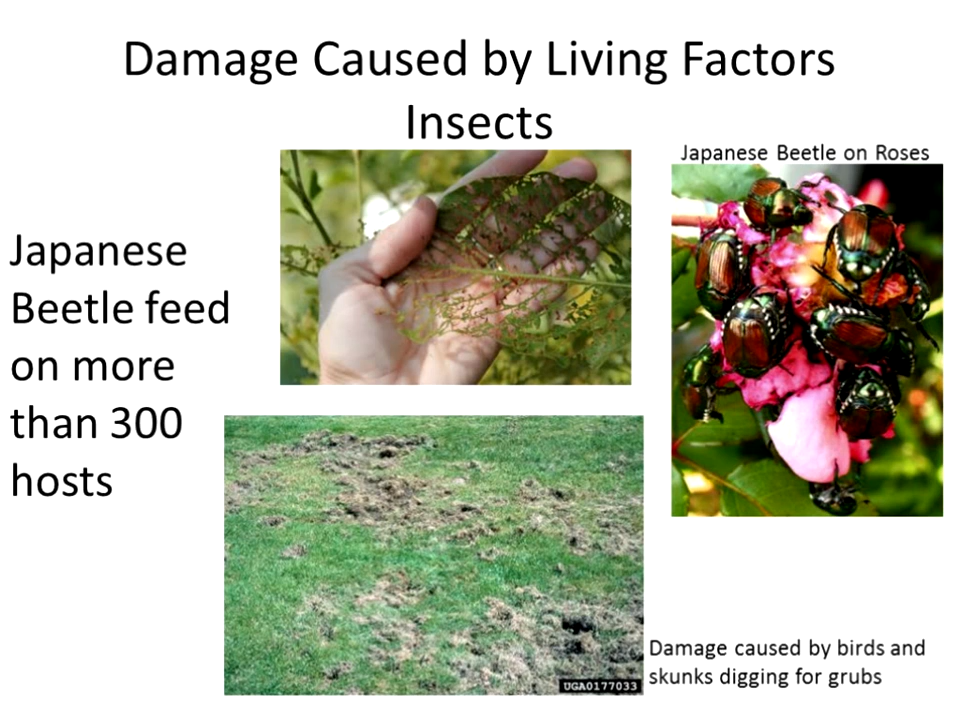 Damage Caused by Living Factors
Insects
Japanese Beetle on Roses
Japanese
Beetle feed
on more
than 300
hosts
Damage caused by birds and
skunks digging for grubs
UGA0177033